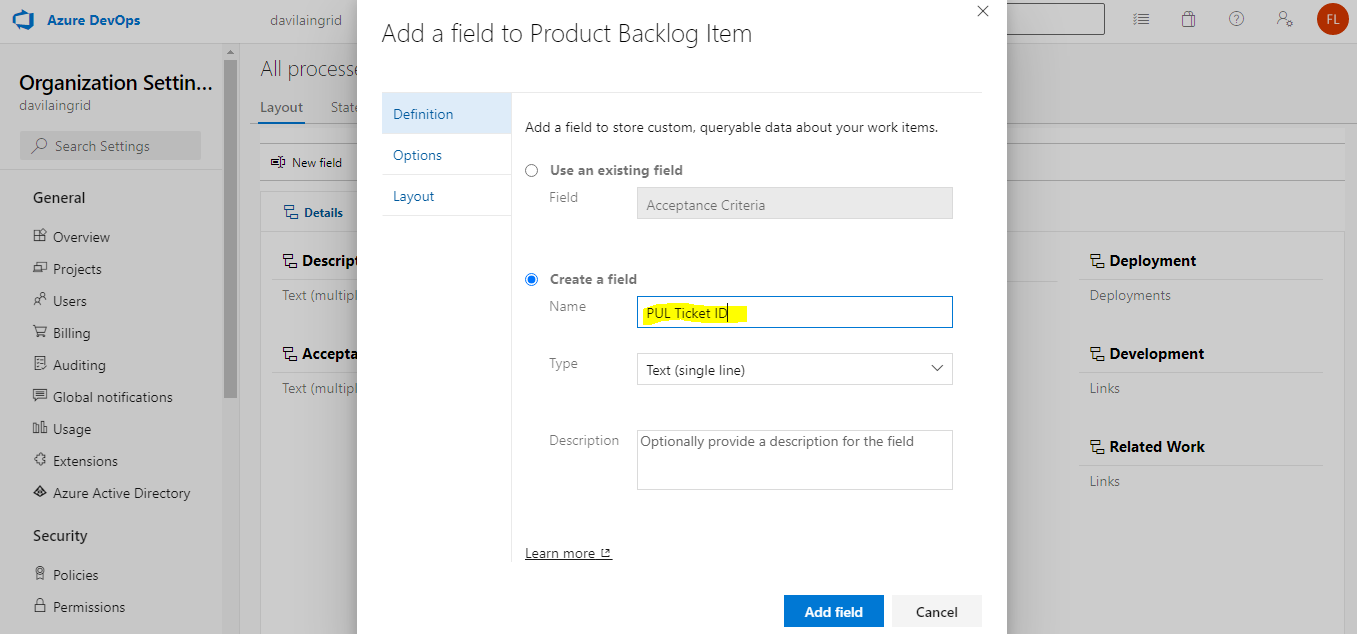 Azure DevOps
davilaingrid
FL
Organization Settin...
davilaingrid
Search Settings
General
Overview
Projects
Users
Billing
Auditing
Global notifications
Usage
Extensions
Azure Active Directory
Security
Policies
Permissions
All processe
Layout
State
New field
Details
Descript
Text (multipl
Accepta
Text (multipl
Add a field to Product Backlog Item
Definition
Options
Layout
Add a field to store custom, queryable data about your work items.
Use an existing field
Field
Acceptance Criteria
Create a field
Name
PUL Ticket ID
Type
Text (single line)
Description
Optionally provide a description for the field
Learn more
Add field
Cancel
Deployment
Deployments
Development
Links
Related Work
Links